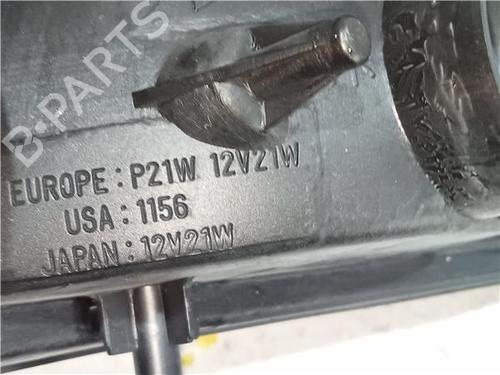 B-PARTS
EUROPE : P21W 12V21W
USA : 1156
JAPAN : 12V21W